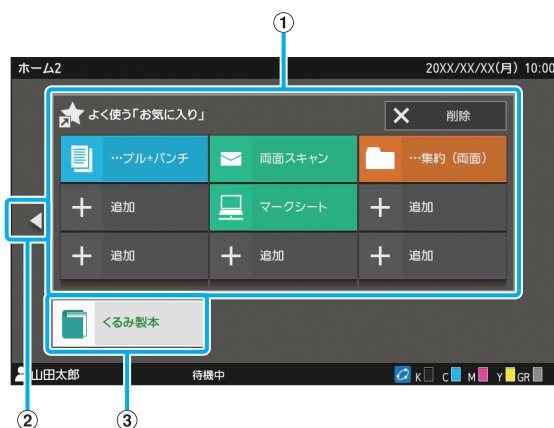 ①
ホーム2 20XX/XX/XX(月) 10:00
よく使う「お気に入り」 削除
…プル+パンチ 両面スキャン …集約（両面）
追加 マークシート 追加
追加 追加 追加
くるみ製本
山田太郎 待機中 K C M Y GR
② ③